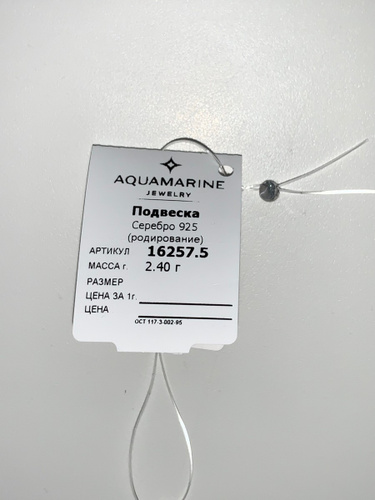 AQUAMARINE
JEWELRY
Подвеска
Серебро 925
(родирование)
АРТИКУЛ 16257.5
МАССА г. 2.40 г
РАЗМЕР
ЦЕНА ЗА 1г.
ЦЕНА
ОСТ 117-3-002-95